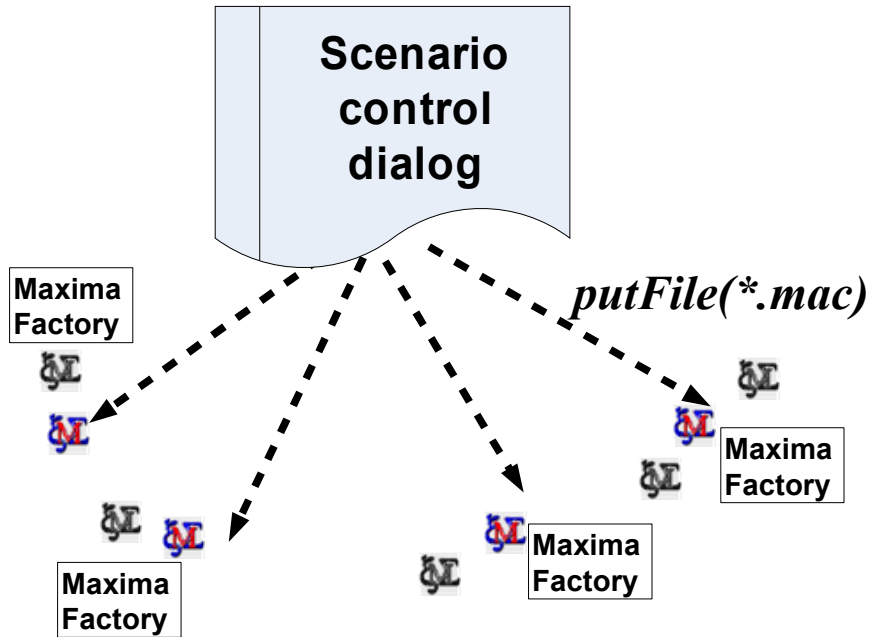 Scenario
control
dialog
Maxima
Factory
putFile(*.mac)
Maxima
Factory
Maxima
Factory
Maxima
Factory